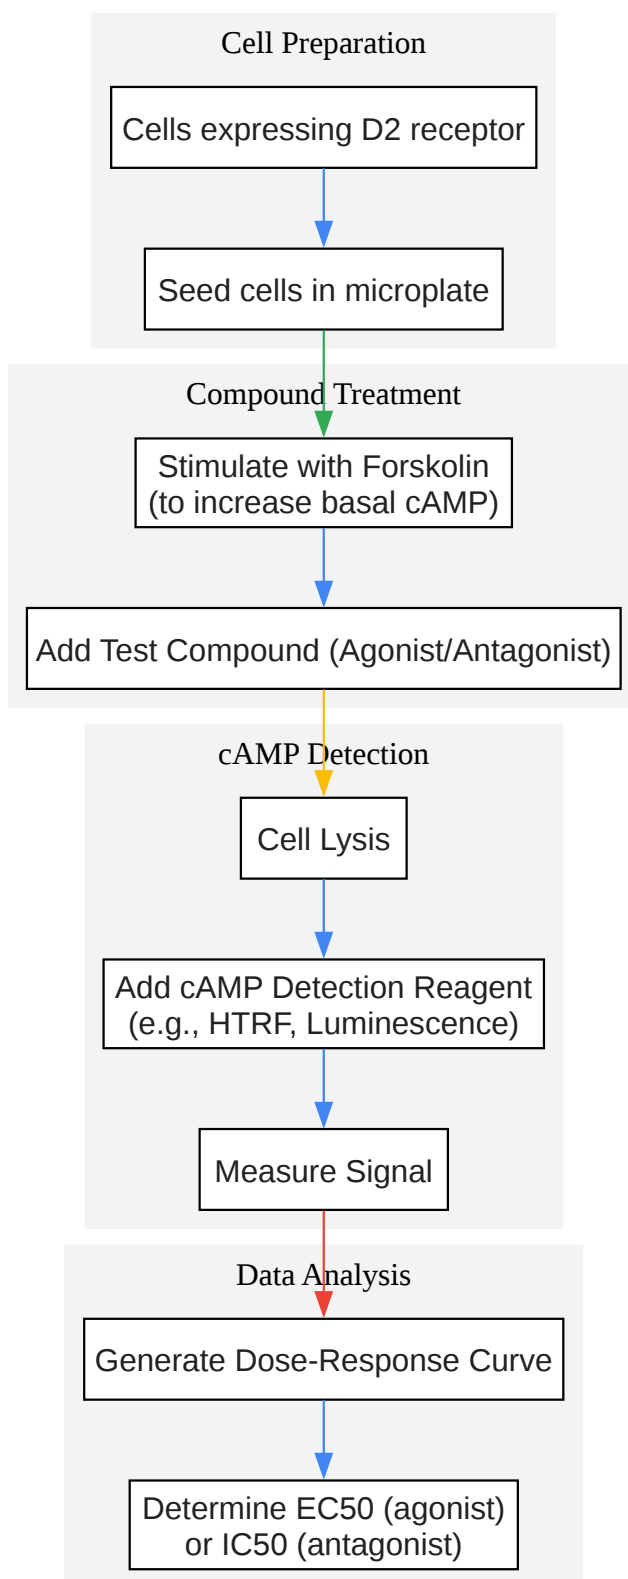 Cell Preparation
Cells expressing D2 receptor
Seed cells in microplate
Compound Treatment
Stimulate with Forskolin
(to increase basal cAMP)
Add Test Compound (Agonist/Antagonist)
cAMP Detection
Cell Lysis
Add cAMP Detection Reagent
(e.g., HTRF, Luminescence)
Measure Signal
Data Analysis
Generate Dose-Response Curve
Determine EC50 (agonist)
or IC50 (antagonist)